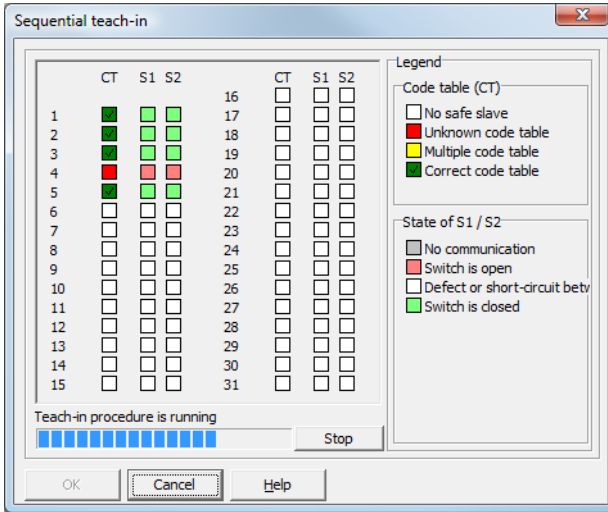 Sequential teach-in
CT S1 S2 CT S1 S2
16
1 17
2 18
3 19
4 20
5 21
6 22
7 23
8 24
9 25
10 26
11 27
12 28
13 29
14 30
15 31
Teach-in procedure is running
Stop
OK Cancel Help
Legend
Code table (CT)
No safe slave
Unknown code table
Multiple code table
Correct code table
State of S1 / S2
No communication
Switch is open
Defect or short-circuit betw
Switch is closed